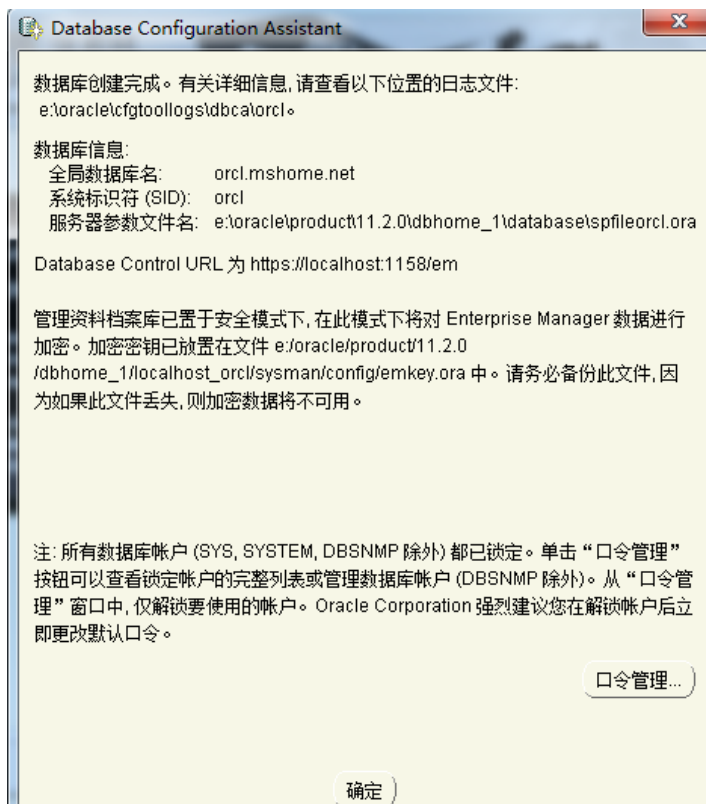 Database Configuration Assistant
数据库创建完成。有关详细信息,请查看以下位置的日志文件:
e:\oracle\cfgtoollogs\dbca\orcl。
数据库信息:
全局数据库名: orcl.mshome.net
系统标识符 (SID): orcl
服务器参数文件名: e:\oracle\product\11.2.0\dbhome_1\database\spfileorcl.ora
Database Control URL 为 https://localhost:1158/em
管理资料档案库已置于安全模式下,在此模式下将对 Enterprise Manager 数据进行
加密。加密密钥已放置在文件 e:/oracle/product/11.2.0
/dbhome_1/localhost_orcl/sysman/config/emkey.ora 中。请务必备份此文件,因
为如果此文件丢失,则加密数据将不可用。
注: 所有数据库帐户 (SYS, SYSTEM, DBSNMP 除外) 都已锁定。单击“口令管理”
按钮可以查看锁定帐户的完整列表或管理数据库帐户 (DBSNMP 除外)。从“口令管
理”窗口中,仅解锁要使用的帐户。Oracle Corporation 强烈建议您在解锁帐户后立
即更改默认口令。
口令管理...
确定